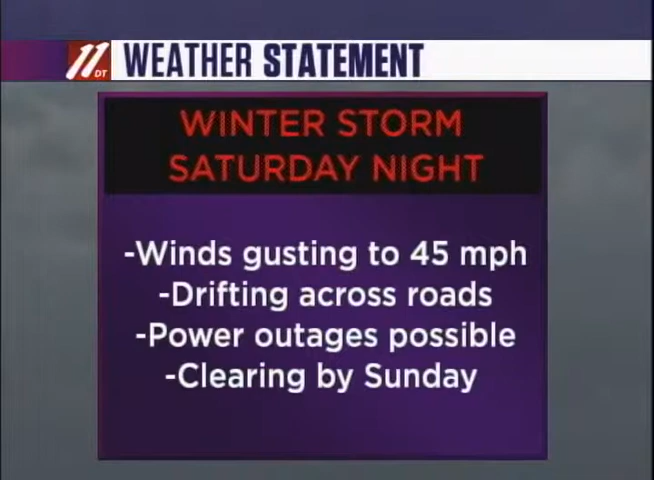 11 DT WEATHER STATEMENT
WINTER STORM
SATURDAY NIGHT
-Winds gusting to 45 mph
-Drifting across roads
-Power outages possible
-Clearing by Sunday